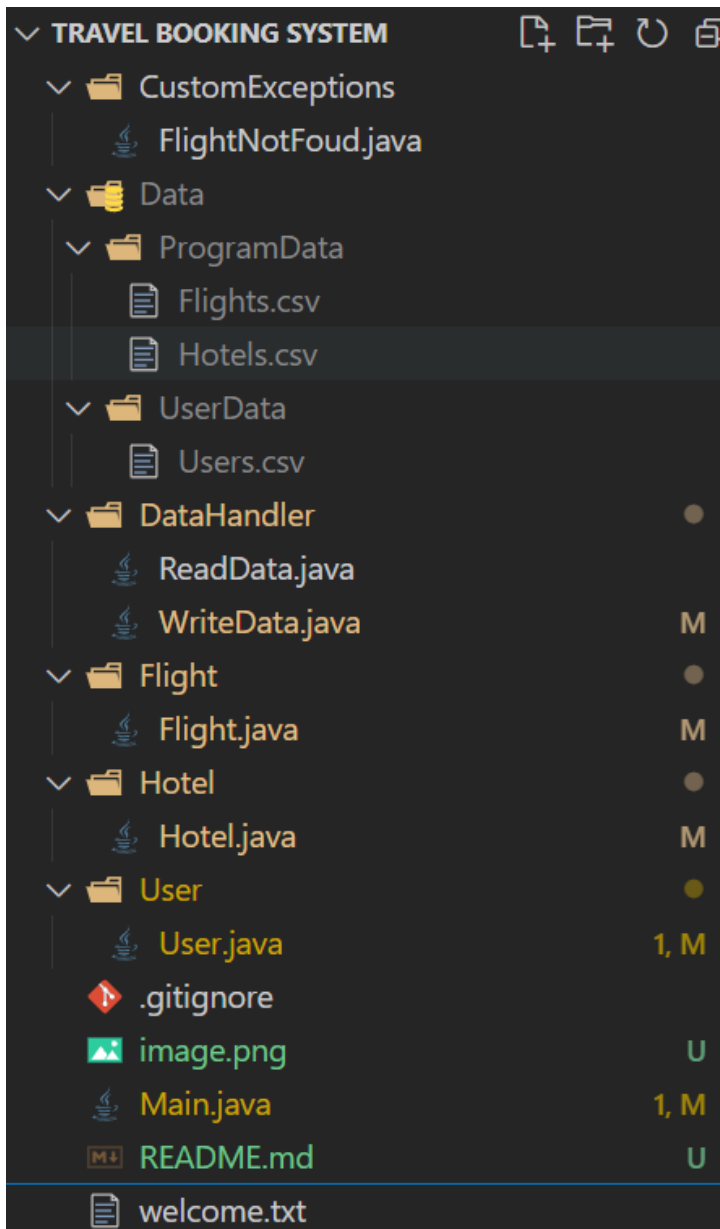 TRAVEL BOOKING SYSTEM
CustomExceptions
FlightNotFoud.java
Data
ProgramData
Flights.csv
Hotels.csv
UserData
Users.csv
DataHandler
ReadData.java
WriteData.java M
Flight
Flight.java M
Hotel
Hotel.java M
User
User.java 1, M
.gitignore
image.png U
Main.java 1, M
M↓ README.md U
welcome.txt